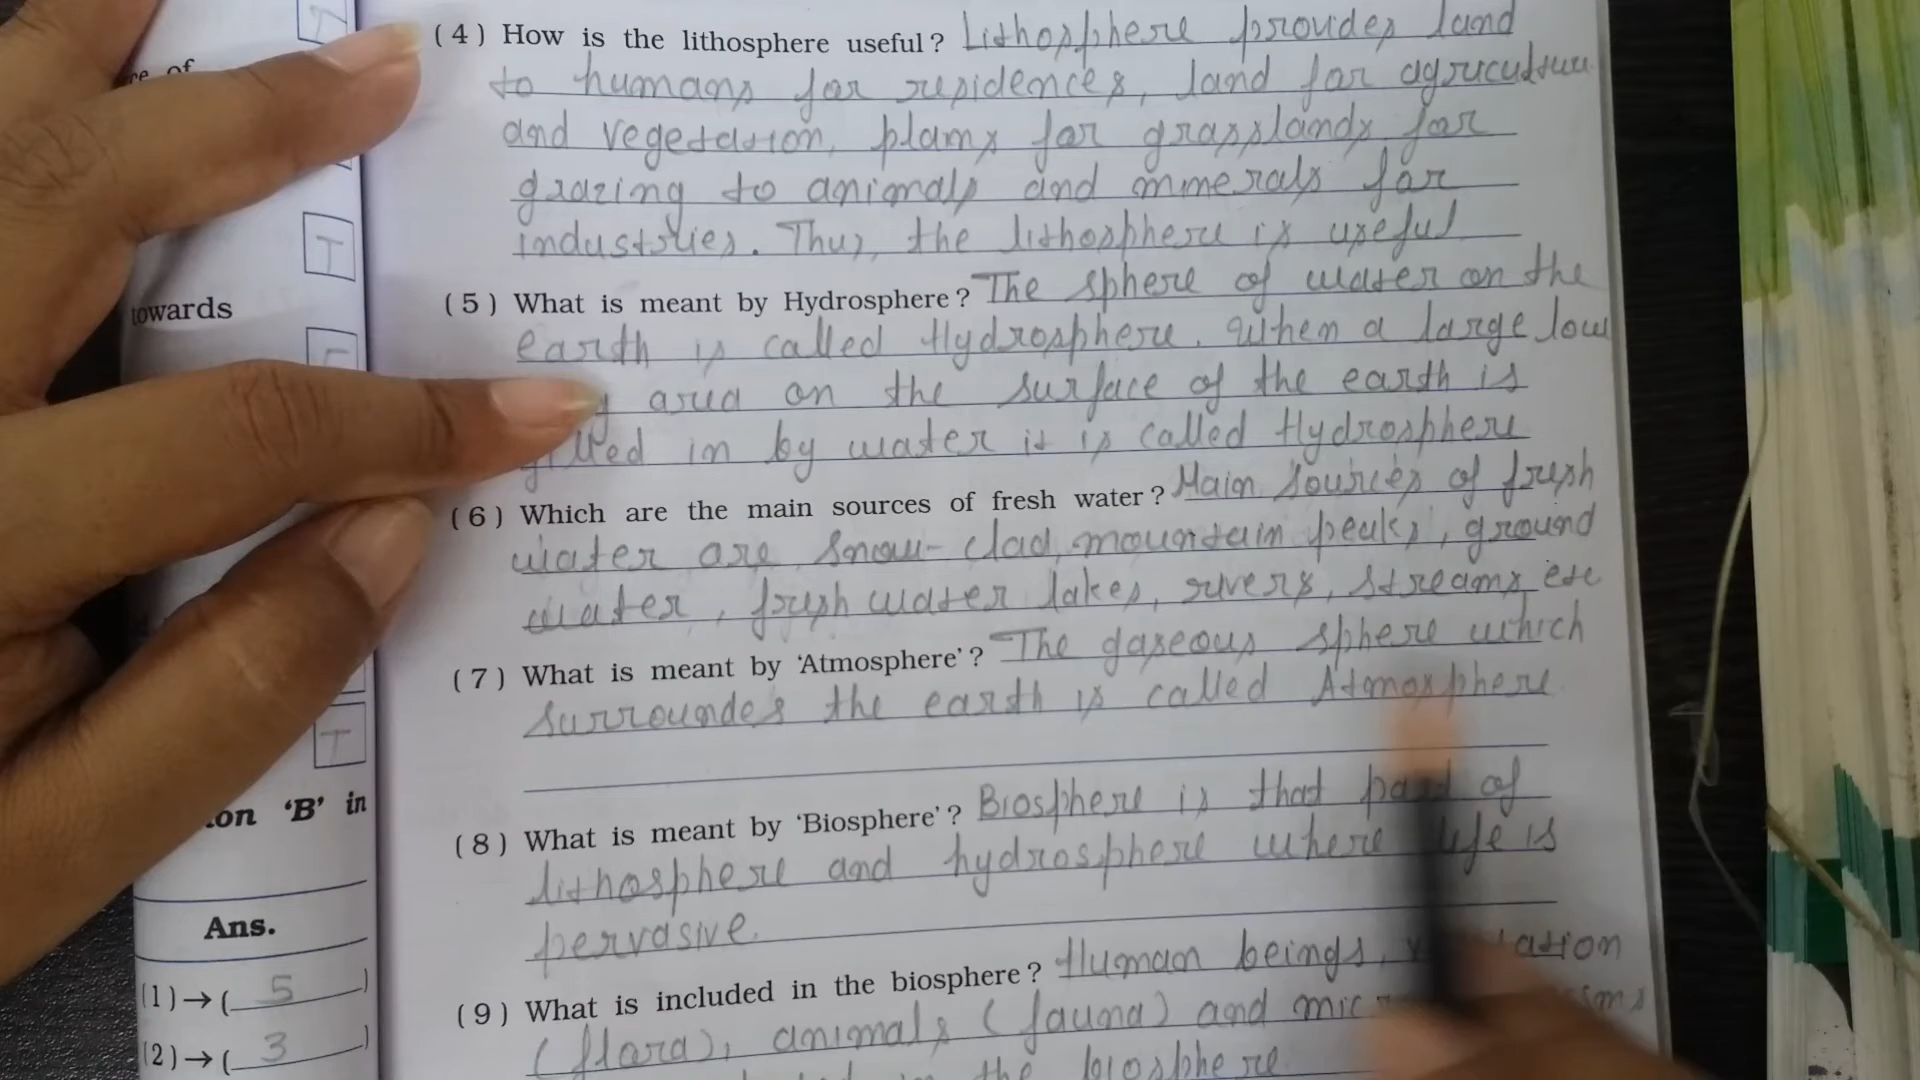 re of
T
T
towards
T
on 'B' in
Ans.
(1)→( 5 )
(2)→( 3 )
(4) How is the lithosphere useful? Lithosphere provides land
to humans for residences, land for agruculture
and vegetation, plains for grasslands for
grazing to animals and minerals for
industries. Thus, the lithosphere is useful
(5) What is meant by Hydrosphere? The sphere of water on the
earth is called Hydrosphere. When a large low
area on the surface of the earth is
filled in by water it is called Hydrosphere
(6) Which are the main sources of fresh water? Main sources of fresh
water are snow-clad, mountain peaks, ground
water, fresh water lakes, rivers, streams etc
(7) What is meant by 'Atmosphere'? The gaseous sphere which
surroundes the earth is called Atmosphere
(8) What is meant by 'Biosphere'? Biosphere is that part of
lithosphere and hydrosphere where life is
pervasive.
(9) What is included in the biosphere? Human beings,
(flora), animals (fauna) and
in the biosphere.